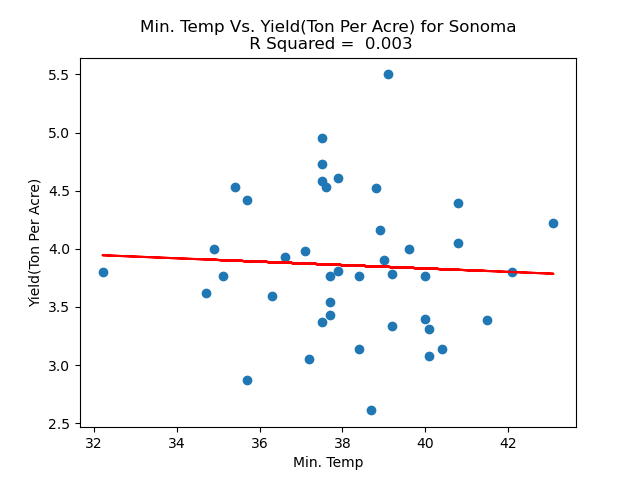 Min. Temp Vs. Yield(Ton Per Acre) for Sonoma
R Squared =  0.003
5.5
5.0
4.5
4.0
3.5
3.0
2.5
Yield(Ton Per Acre)
32 34 36 38 40 42
Min. Temp